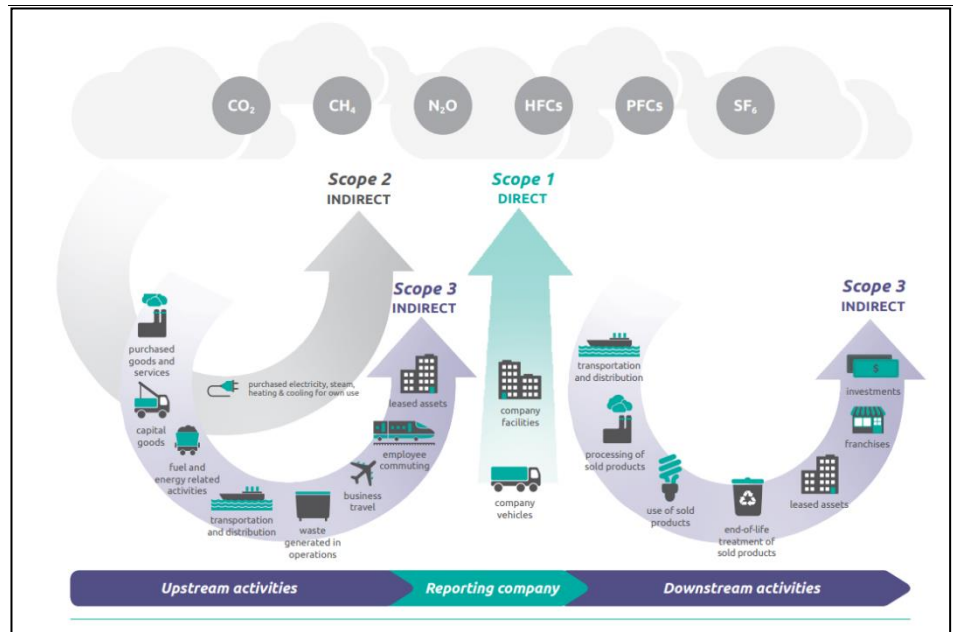 CO₂
CH₄
N₂O
HFCs
PFCs
SF₆
Scope 2
INDIRECT
Scope 1
DIRECT
Scope 3
INDIRECT
Scope 3
INDIRECT
purchased
goods and
services
capital
goods
fuel and
energy related
activities
purchased electricity, steam,
heating & cooling for own use
transportation
and distribution
waste
generated in
operations
business
travel
employee
commuting
leased assets
company
facilities
company
vehicles
transportation
and distribution
processing of
sold products
use of sold
products
end-of-life
treatment of
sold products
leased assets
franchises
$
investments
Upstream activities
Reporting company
Downstream activities